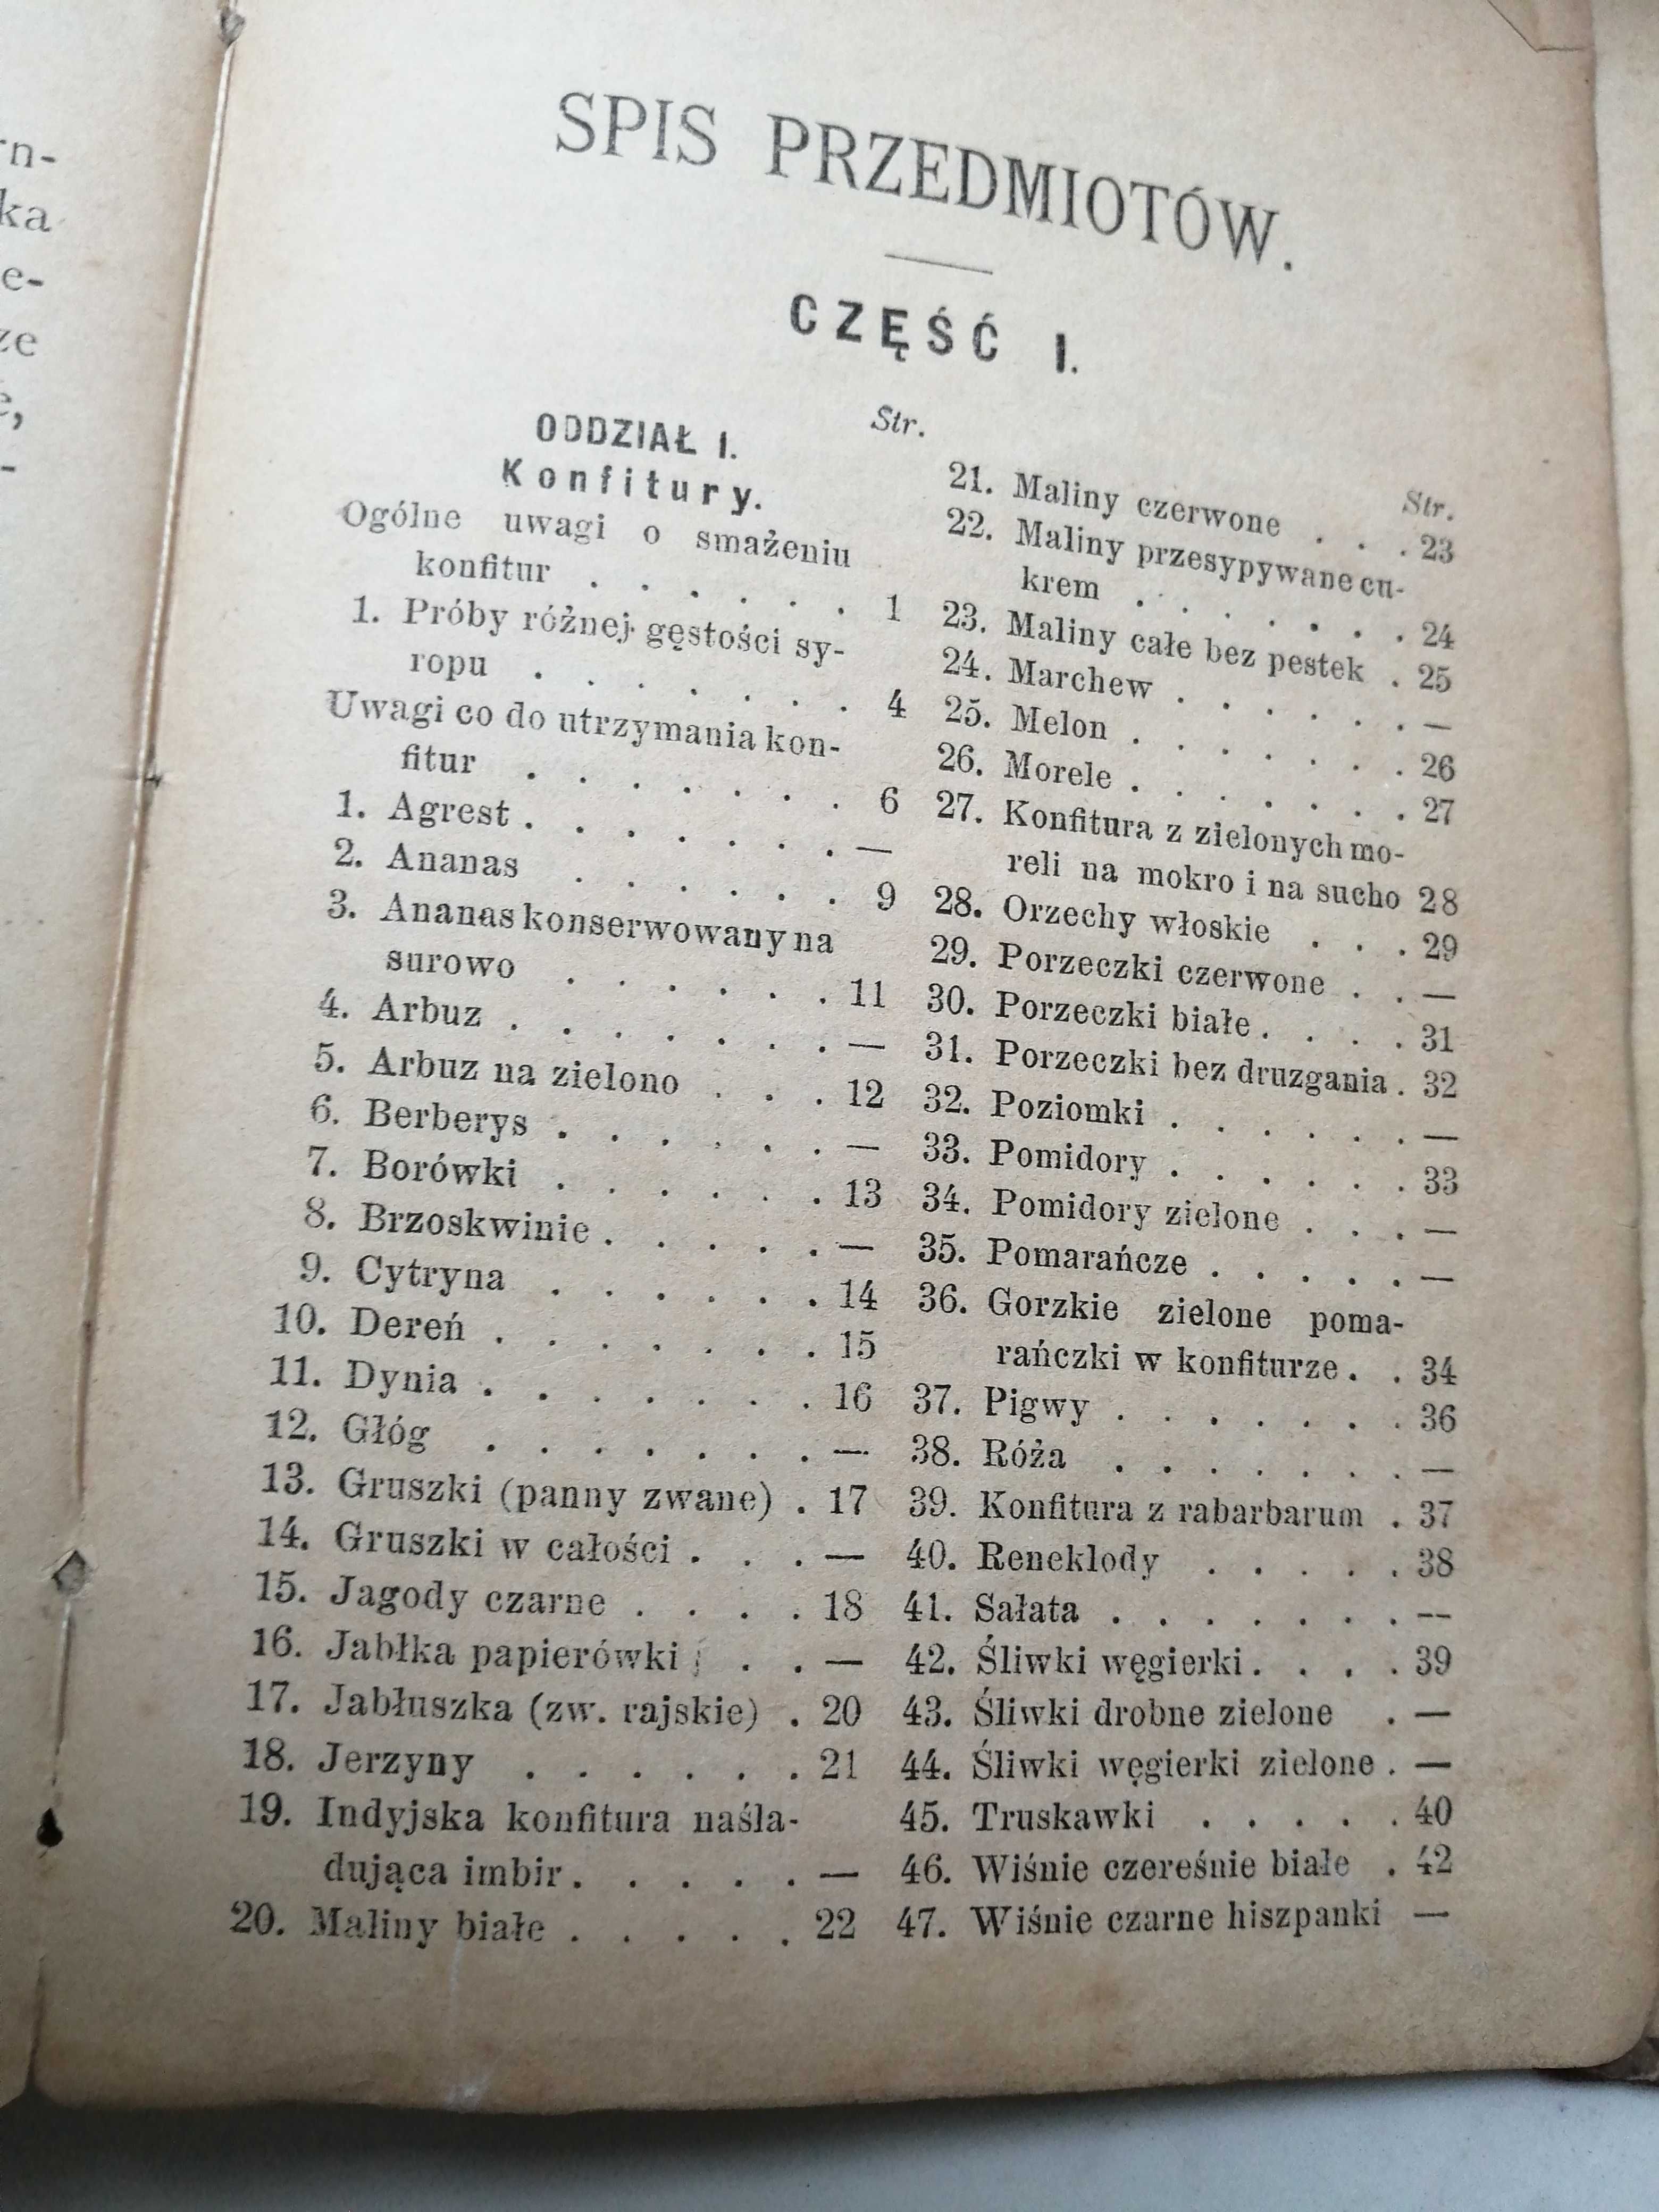 rn-
ka
e-
ze
e,
-
SPIS PRZEDMIOTÓW.
CZĘŚĆ I.
ODDZIAŁ I.
Konfitury.
Str.
Ogólne uwagi o smażeniu
konfitur . . . . . . 1
1. Próby różnej gęstości sy-
ropu . . . . . . . 4
Uwagi co do utrzymania kon-
fitur . . . . . . . 6
1. Agrest . . . . . . . —
2. Ananas . . . . . . 9
3. Ananas konserwowany na
surowo . . . . . . 11
4. Arbuz . . . . . . . —
5. Arbuz na zielono . . . 12
6. Berberys . . . . . . —
7. Borówki . . . . . . 13
8. Brzoskwinie . . . . . —
9. Cytryna . . . . . . 14
10. Dereń . . . . . . . 15
11. Dynia . . . . . . . 16
12. Głóg . . . . . . . —
13. Gruszki (panny zwane) . 17
14. Gruszki w całości . . . —
15. Jagody czarne . . . . 18
16. Jabłka papierówki . . —
17. Jabłuszka (zw. rajskie) . 20
18. Jerzyny . . . . . . 21
19. Indyjska konfitura naśla-
dująca imbir . . . . . —
20. Maliny białe . . . . . 22
Str.
21. Maliny czerwone . . . 23
22. Maliny przesypywane cu-
krem . . . . . . . 24
23. Maliny całe bez pestek . 25
24. Marchew . . . . . . —
25. Melon . . . . . . . 26
26. Morele . . . . . . . 27
27. Konfitura z zielonych mo-
reli na mokro i na sucho 28
28. Orzechy włoskie . . . 29
29. Porzeczki czerwone . . —
30. Porzeczki białe . . . . 31
31. Porzeczki bez druzgania . 32
32. Poziomki . . . . . . —
33. Pomidory . . . . . . 33
34. Pomidory zielone . . . —
35. Pomarańcze . . . . . —
36. Gorzkie zielone poma-
rańczki w konfiturze . . 34
37. Pigwy . . . . . . . 36
38. Róża . . . . . . . —
39. Konfitura z rabarbarum . 37
40. Reneklody . . . . . 38
41. Sałata . . . . . . . —
42. Śliwki węgierki . . . . 39
43. Śliwki drobne zielone . —
44. Śliwki węgierki zielone . —
45. Truskawki . . . . . 40
46. Wiśnie czereśnie białe . 42
47. Wiśnie czarne hiszpanki —